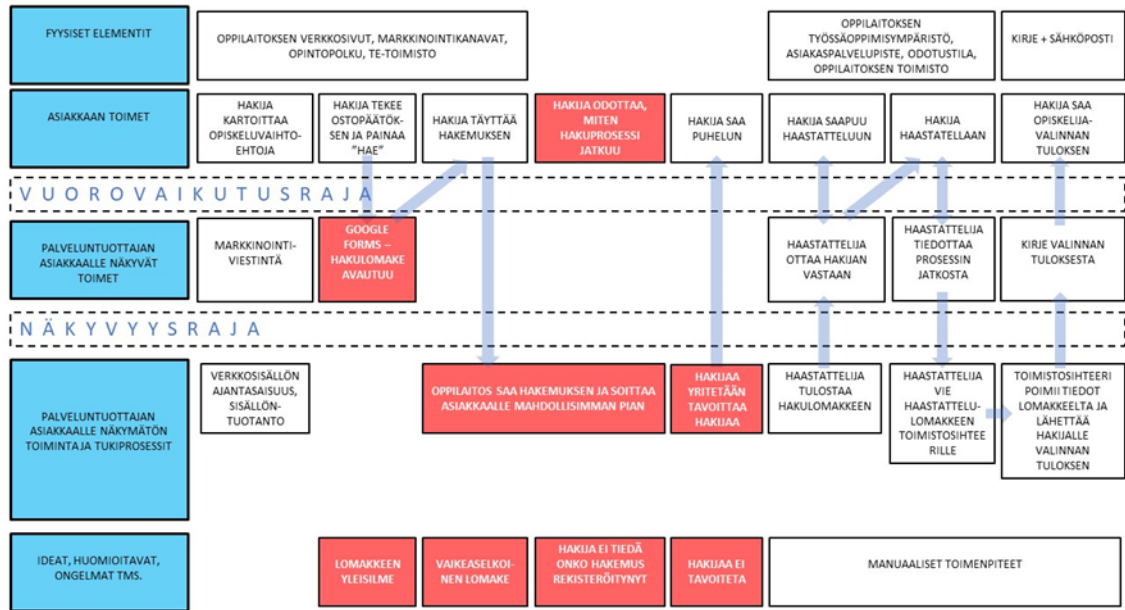 FYYSISET ELEMENTIT
OPPILAITOKSEN VERKKOSIVUT, MARKKINOINTIKANAVAT,
OPINTOPOLKU, TE-TOIMISTO
OPPILAITOKSEN
TYÖSSÄOPPIMISYMPÄRISTÖ,
ASIAKASPALVELUPISTE, ODOTUSTILA,
OPPILAITOKSEN TOIMISTO
KIRJE + SÄHKÖPOSTI
ASIAKKAAN TOIMET
HAKIJA
KARTOITTAA
OPISKELUVAIHTO-
EHTOJA
HAKIJA TEKEE
OSTOPÄÄTÖK-
SEN JA PAINAA
"HAE"
HAKIJA TÄYTTÄÄ
HAKEMUKSEN
HAKIJA ODOTTAA,
MITEN
HAKUPROSESSI
JATKUU
HAKIJA SAA
PUHELUN
HAKIJA SAAPUU
HAASTATTELUUN
HAKIJA
HAASTATELLAAN
HAKIJA SAA
OPISKELIJA-
VALINNAN
TULOKSEN
VUOROVAIKUTUSRAJA
PALVELUNTUOTTAJAN
ASIAKKAALLE NÄKYVÄT
TOIMET
MARKKINOINTI-
VIESTINTÄ
GOOGLE
FORMS –
HAKULOMAKE
AVAUTUU
HAASTATTELIJA
OTTAA HAKIJAN
VASTAAN
HAASTATTELIJA
TIEDOTTAA
PROSESSIN
JATKOSTA
KIRJE VALINNAN
TULOKSESTA
NÄKYVYYSRAJA
PALVELUNTUOTTAJAN
ASIAKKAALLE NÄKYMÄTÖN
TOIMINTA JA TUKIPROSESSIT
VERKKOSISÄLLÖN
AJANTASAISUUS,
SISÄLLÖN-
TUOTANTO
OPPILAITOS SAA HAKEMUKSEN JA SOITTAA
ASIAKKAALLE MAHDOLLISIMMAN PIAN
HAKIJAA
YRITETÄÄN
TAVOITTAA
HAKIJAA
HAASTATTELIJA
TULOSTAA
HAKULOMAKKEEN
HAASTATTELIJA
VIE
HAASTATTELU-
LOMAKKEEN
TOIMISTOSIHTEE
RILLE
TOIMISTOSIHTEERI
POIMII TIEDOT
LOMAKKEELTA JA
LÄHETTÄÄ
HAKIJALLE
VALINNAN
TULOKSEN
IDEAT, HUOMIOITAVAT,
ONGELMAT TMS.
LOMAKKEEN
YLEISILME
VAIKEASELKOI-
NEN LOMAKE
HAKIJA EI TIEDÄ
ONKO HAKEMUS
REKISTERÖITYNYT
HAKIJAA EI
TAVOITETA
MANUAALISET TOIMENPITEET